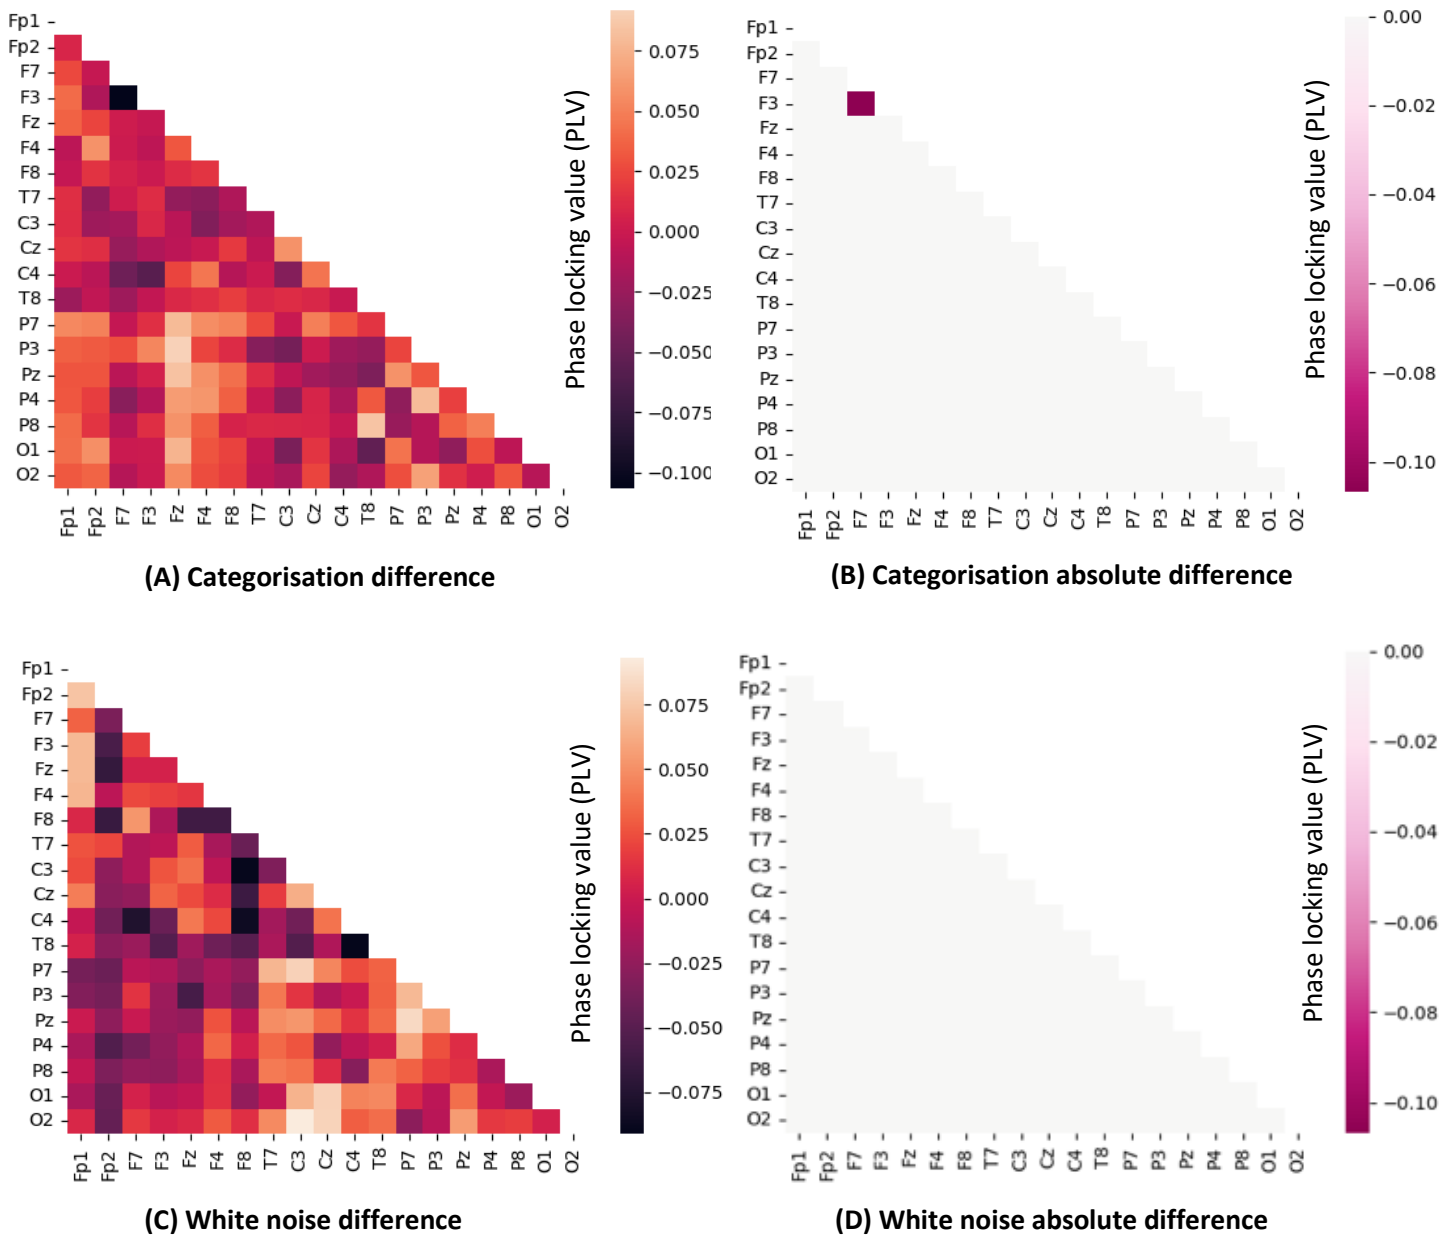 Fp1
Fp2
F7
F3
Fz
F4
F8
T7
C3
Cz
C4
T8
P7
P3
Pz
P4
P8
O1
O2
Fp1 Fp2 F7 F3 Fz F4 F8 T7 C3 Cz C4 T8 P7 P3 Pz P4 P8 O1 O2
Phase locking value (PLV)
0.075
0.050
0.025
0.000
−0.025
−0.050
−0.075
−0.100
(A) Categorisation difference
Fp1
Fp2
F7
F3
Fz
F4
F8
T7
C3
Cz
C4
T8
P7
P3
Pz
P4
P8
O1
O2
Fp1 Fp2 F7 F3 Fz F4 F8 T7 C3 Cz C4 T8 P7 P3 Pz P4 P8 O1 O2
Phase locking value (PLV)
0.00
−0.02
−0.04
−0.06
−0.08
−0.10
(B) Categorisation absolute difference
Fp1
Fp2
F7
F3
Fz
F4
F8
T7
C3
Cz
C4
T8
P7
P3
Pz
P4
P8
O1
O2
Fp1 Fp2 F7 F3 Fz F4 F8 T7 C3 Cz C4 T8 P7 P3 Pz P4 P8 O1 O2
Phase locking value (PLV)
0.075
0.050
0.025
0.000
−0.025
−0.050
−0.075
(C) White noise difference
Fp1
Fp2
F7
F3
Fz
F4
F8
T7
C3
Cz
C4
T8
P7
P3
Pz
P4
P8
O1
O2
Fp1 Fp2 F7 F3 Fz F4 F8 T7 C3 Cz C4 T8 P7 P3 Pz P4 P8 O1 O2
Phase locking value (PLV)
0.00
−0.02
−0.04
−0.06
−0.08
−0.10
(D) White noise absolute difference